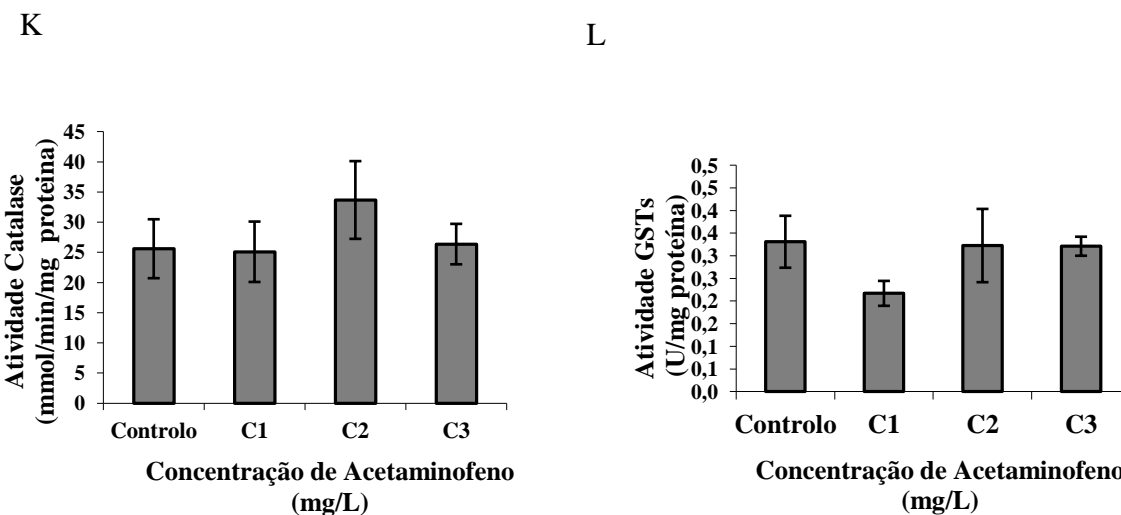 K
Atividade Catalase
(mmol/min/mg proteina)
45
40
35
30
25
20
15
10
5
0
Controlo C1 C2 C3
Concentração de Acetaminofeno
(mg/L)
L
Atividade GSTs
(U/mg proteína)
0,5
0,5
0,4
0,4
0,3
0,3
0,2
0,2
0,1
0,1
0,0
Controlo C1 C2 C3
Concentração de Acetaminofeno
(mg/L)